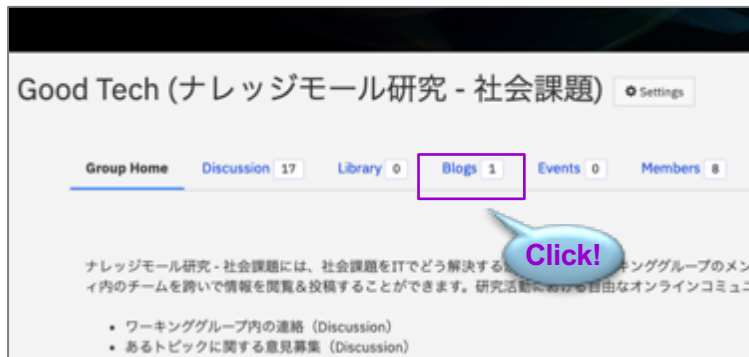 Good Tech (ナレッジモール研究 - 社会課題) Settings
Group Home Discussion 17 Library 0 Blogs 1 Events 0 Members 8
Click!
ナレッジモール研究 - 社会課題には、社会課題をITでどう解決する ングループのメン
ィ内のチームを跨いで情報を閲覧&投稿することができます。研究活動における自由なオンラインコミュニ
• ワーキンググループ内の連絡（Discussion）
• あるトピックに関する意見募集（Discussion）